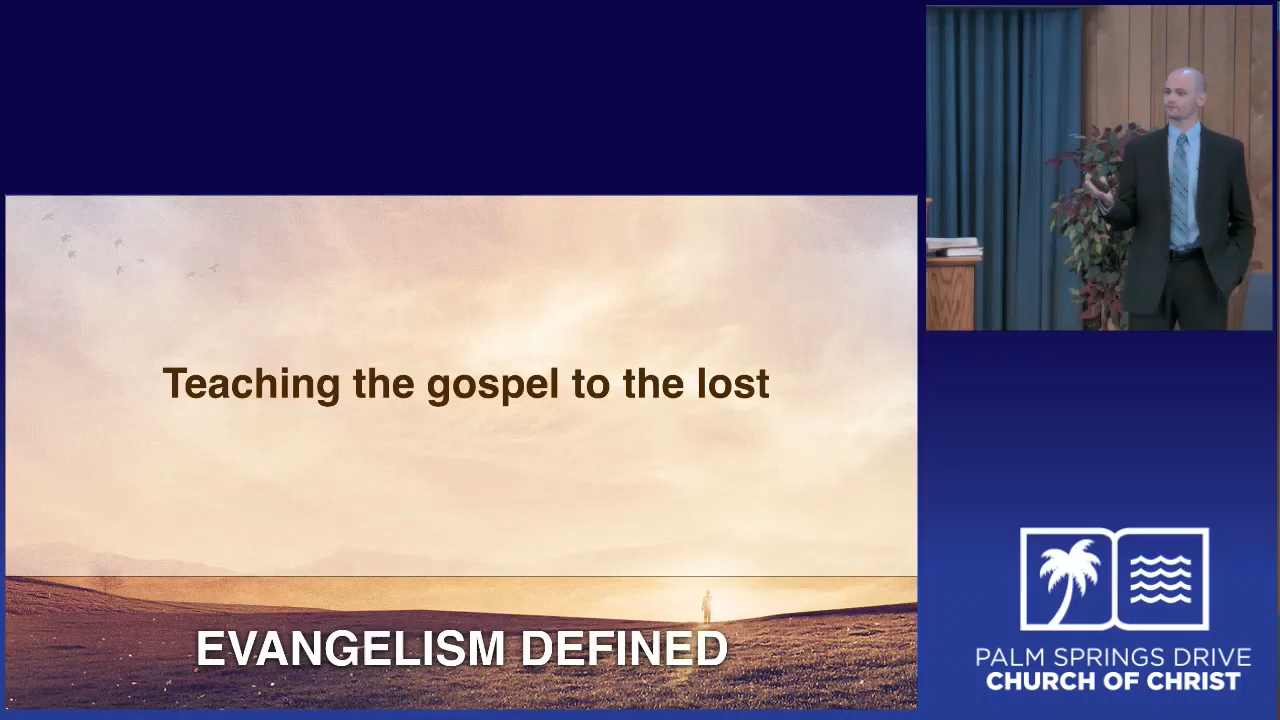 Teaching the gospel to the lost
EVANGELISM DEFINED
PALM SPRINGS DRIVE
CHURCH OF CHRIST